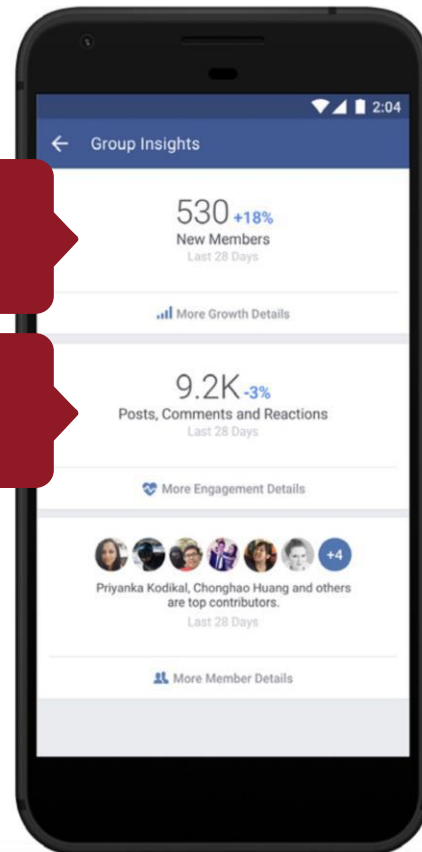 2:04
Group Insights
530 +18%
New Members
Last 28 Days
More Growth Details
9.2K -3%
Posts, Comments and Reactions
Last 28 Days
More Engagement Details
+4
Priyanka Kodikal, Chonghao Huang and others
are top contributors.
Last 28 Days
More Member Details